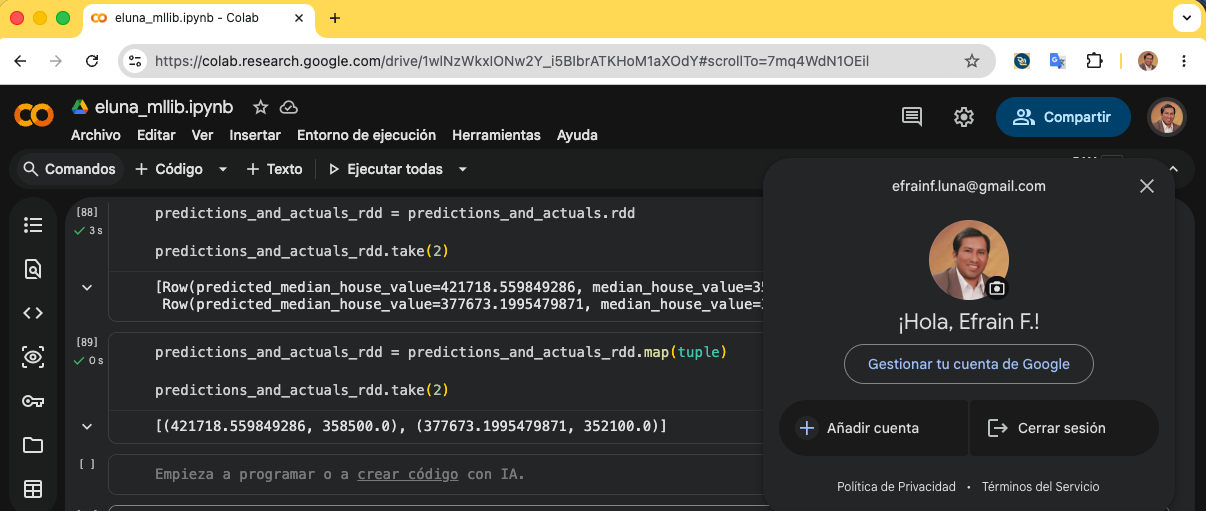 eluna_mllib.ipynb - Colab
https://colab.research.google.com/drive/1wlNzWkxlONw2Y_i5BlbrATKHoM1aXOdY#scrollTo=7mq4WdN1OEil
eluna_mllib.ipynb
Archivo Editar Ver Insertar Entorno de ejecución Herramientas Ayuda
Compartir
Comandos + Código + Texto Ejecutar todas
[88]
3 s
predictions_and_actuals_rdd = predictions_and_actuals.rdd
predictions_and_actuals_rdd.take(2)
[Row(predicted_median_house_value=421718.559849286, median_house_value=35
Row(predicted_median_house_value=377673.1995479871, median_house_value=
[89]
0 s
predictions_and_actuals_rdd = predictions_and_actuals_rdd.map(tuple)
predictions_and_actuals_rdd.take(2)
[(421718.559849286, 358500.0), (377673.1995479871, 352100.0)]
[ ]
Empieza a programar o a crear código con IA.
efrainf.luna@gmail.com
¡Hola, Efrain F.!
Gestionar tu cuenta de Google
Añadir cuenta
Cerrar sesión
Política de Privacidad • Términos del Servicio